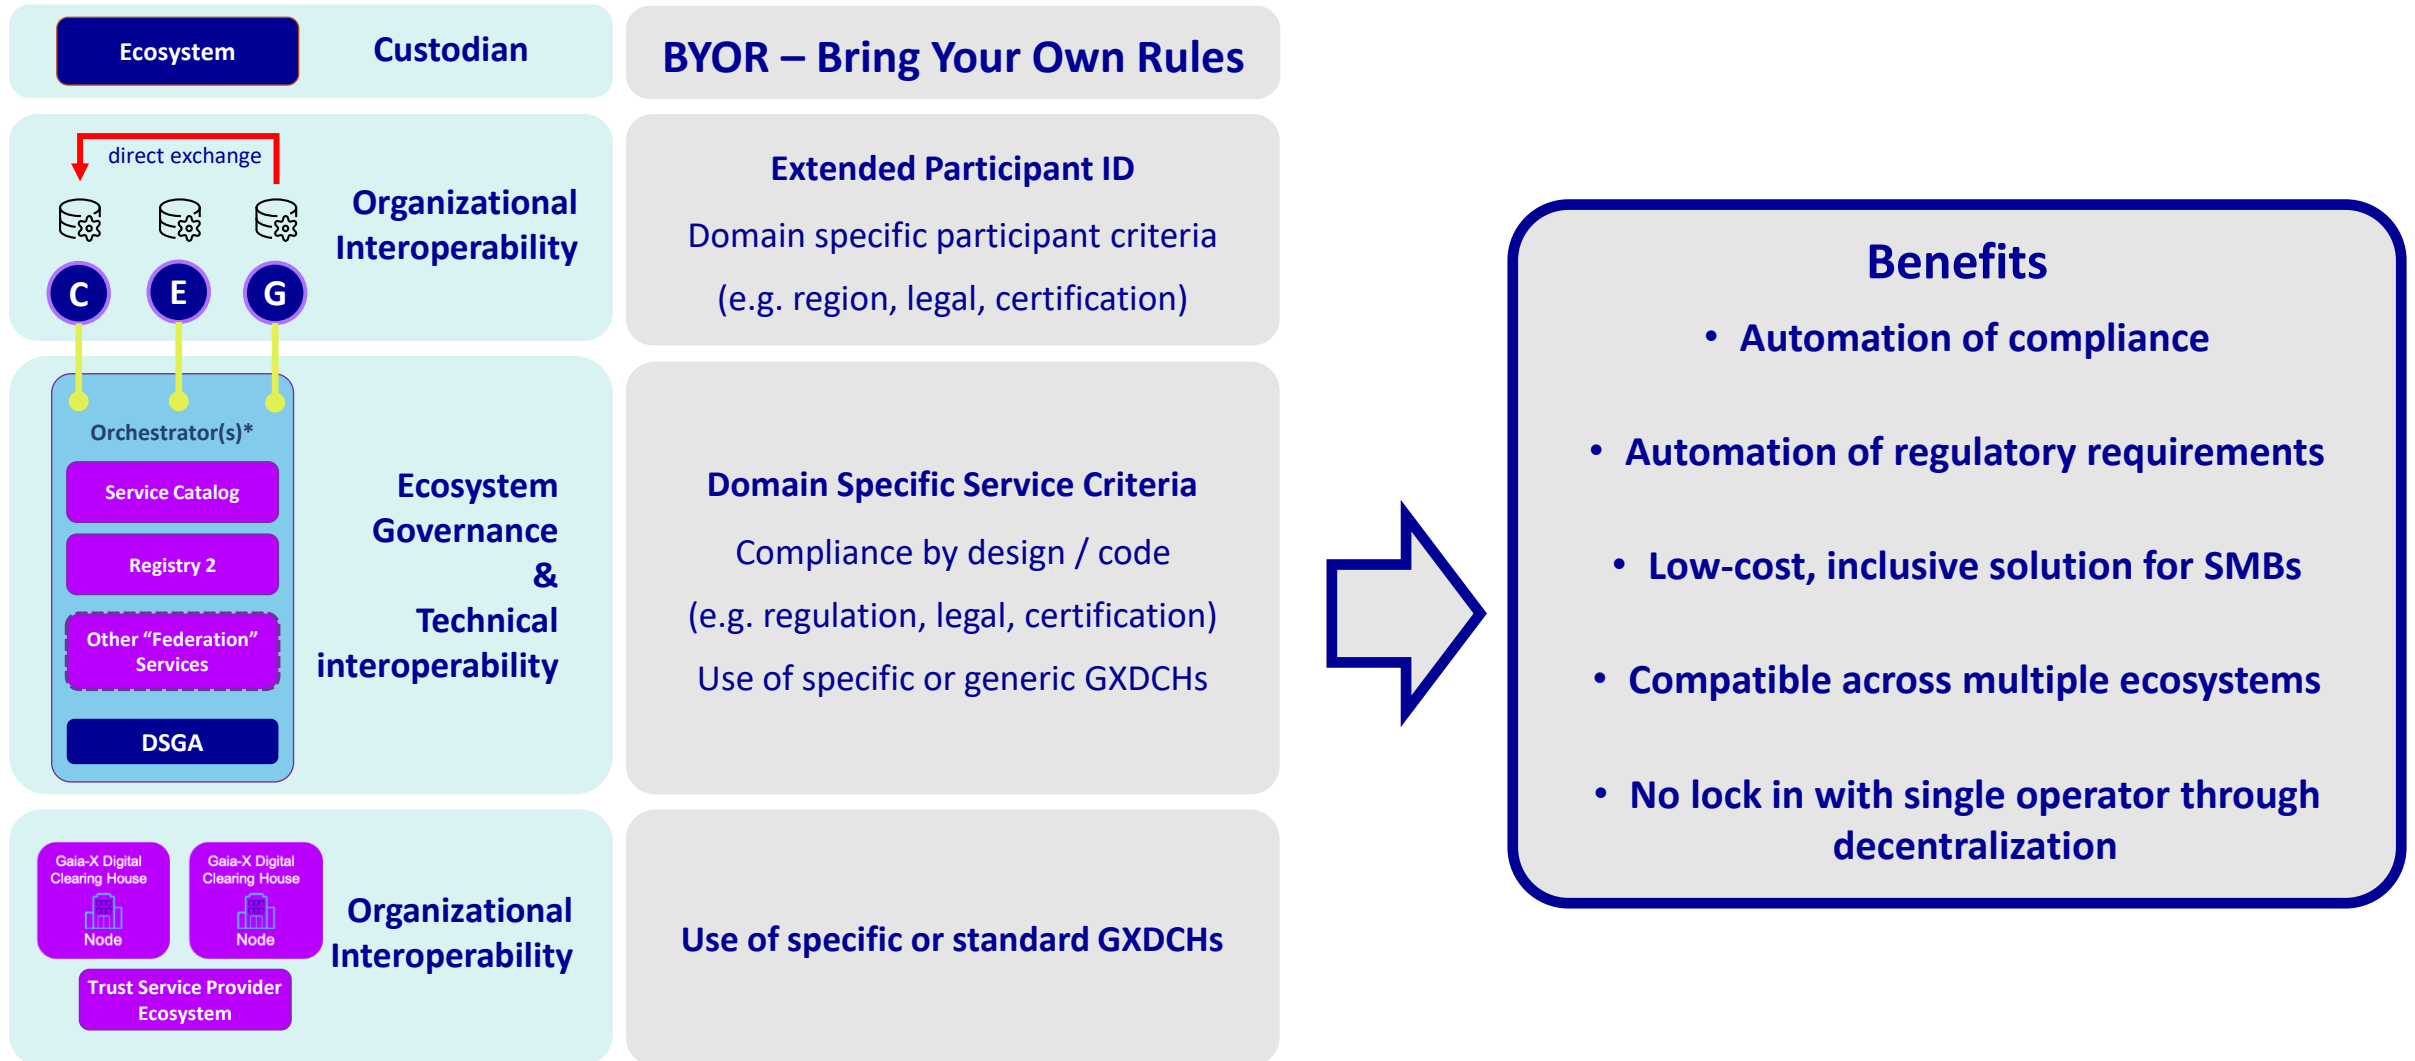 Ecosystem
Custodian
BYOR – Bring Your Own Rules
direct exchange
C
E
G
Organizational
Interoperability
Extended Participant ID
Domain specific participant criteria
(e.g. region, legal, certification)
Orchestrator(s)*
Service Catalog
Registry 2
Other “Federation”
Services
DSGA
Ecosystem
Governance
&
Technical
interoperability
Domain Specific Service Criteria
Compliance by design / code
(e.g. regulation, legal, certification)
Use of specific or generic GXDCHs
Gaia-X Digital
Clearing House
Node
Gaia-X Digital
Clearing House
Node
Trust Service Provider
Ecosystem
Organizational
Interoperability
Use of specific or standard GXDCHs
Benefits
• Automation of compliance
• Automation of regulatory requirements
• Low-cost, inclusive solution for SMBs
• Compatible across multiple ecosystems
• No lock in with single operator through
decentralization